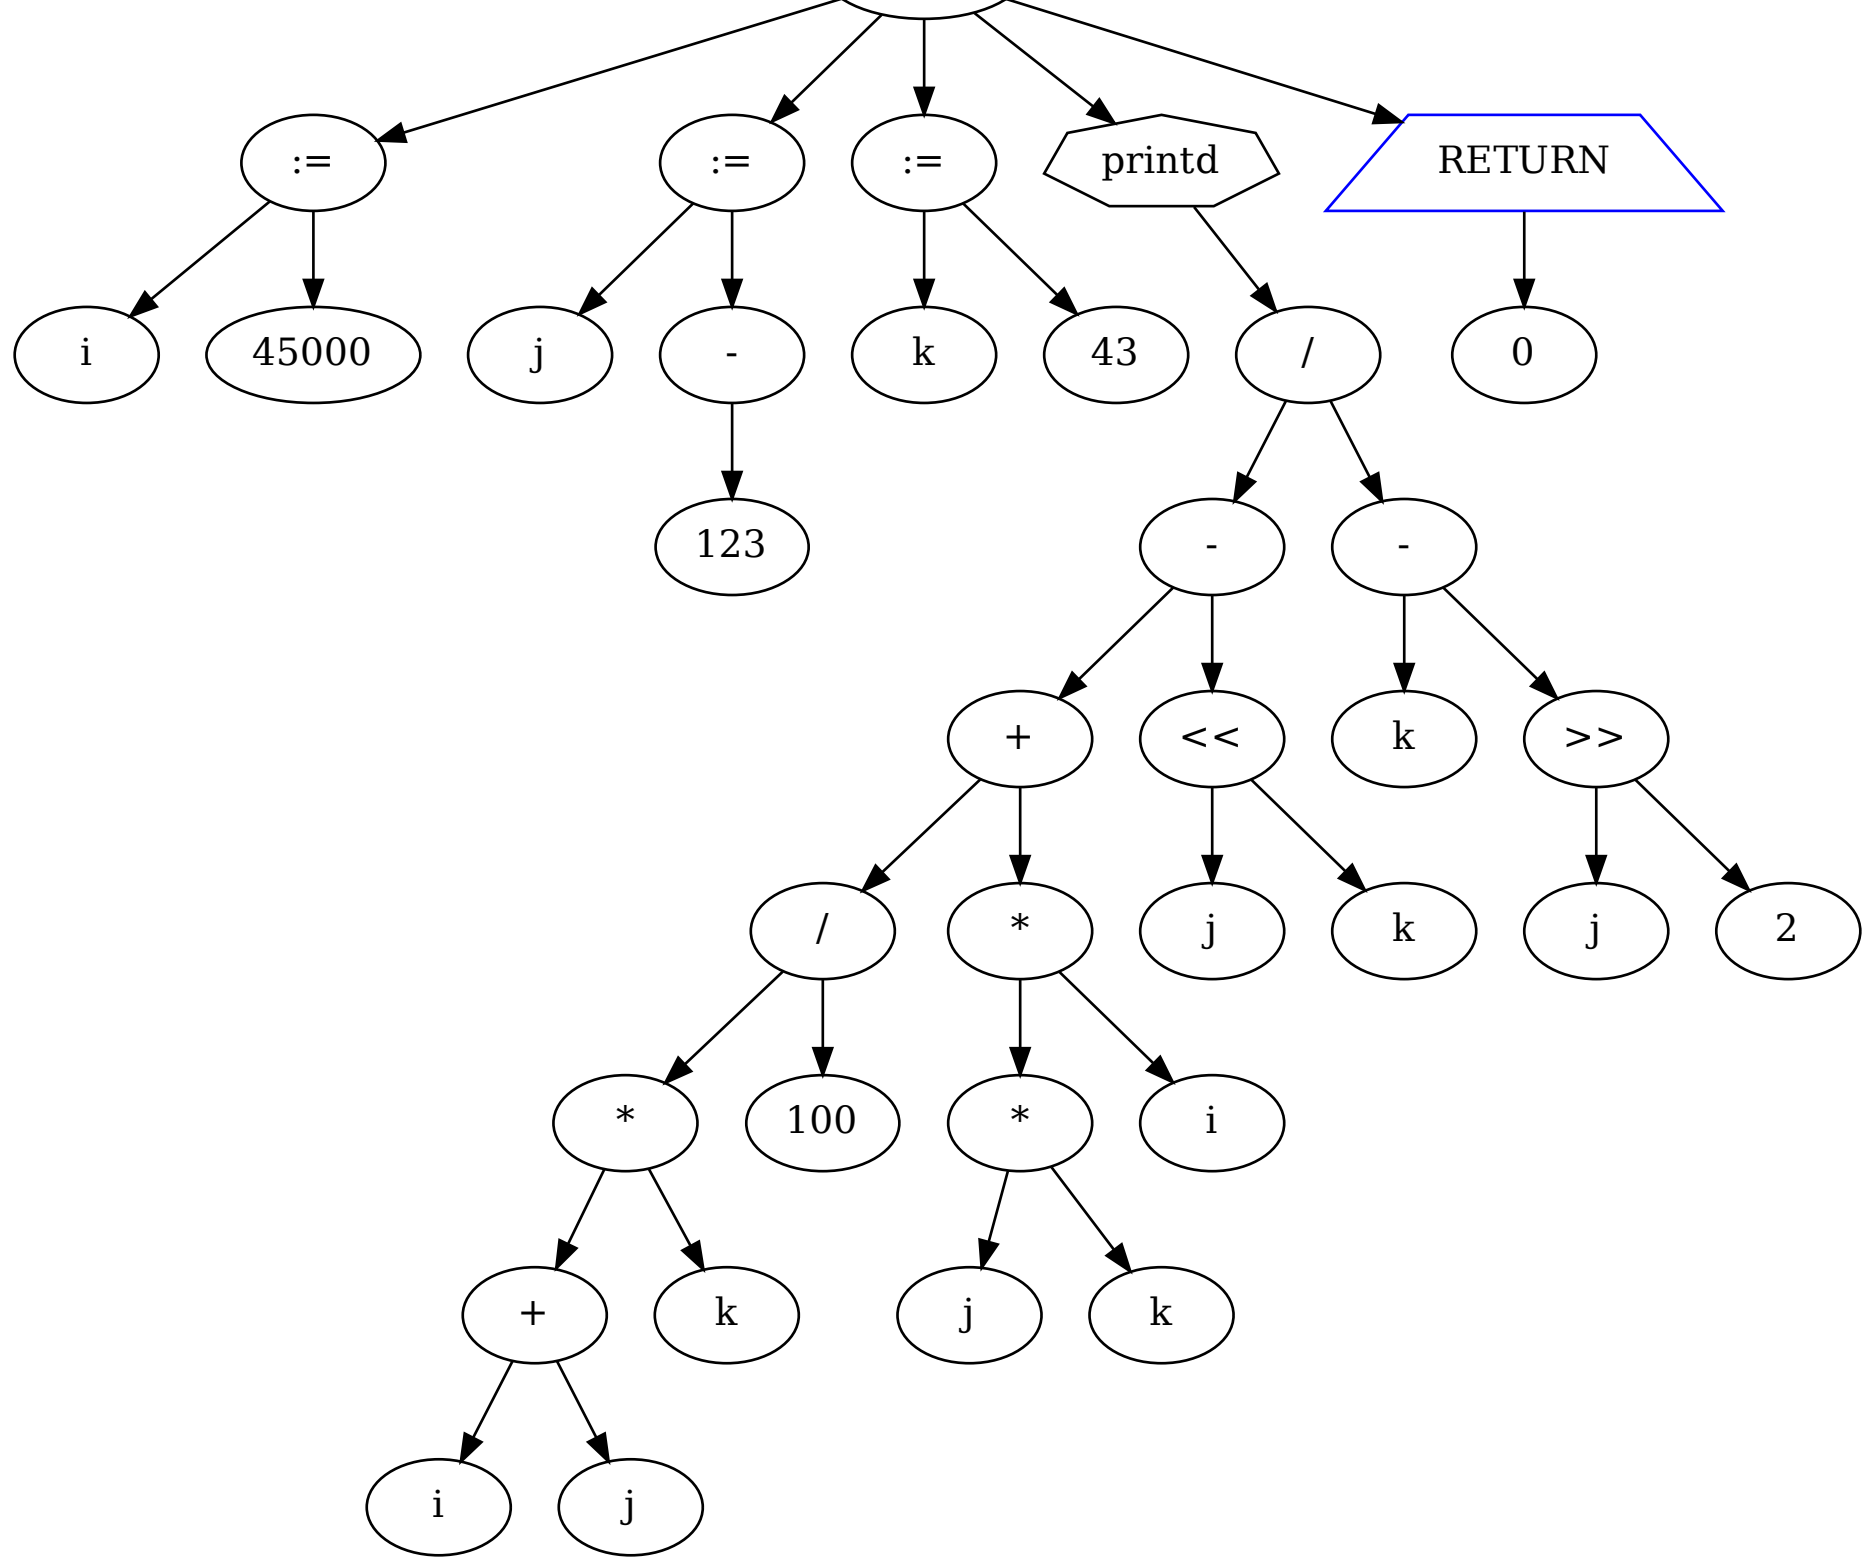 := := := printd RETURN
i 45000 j - k 43 / 0
123 - -
+ << k >>
/ * j k j 2
* 100 * i
+ k j k
i j